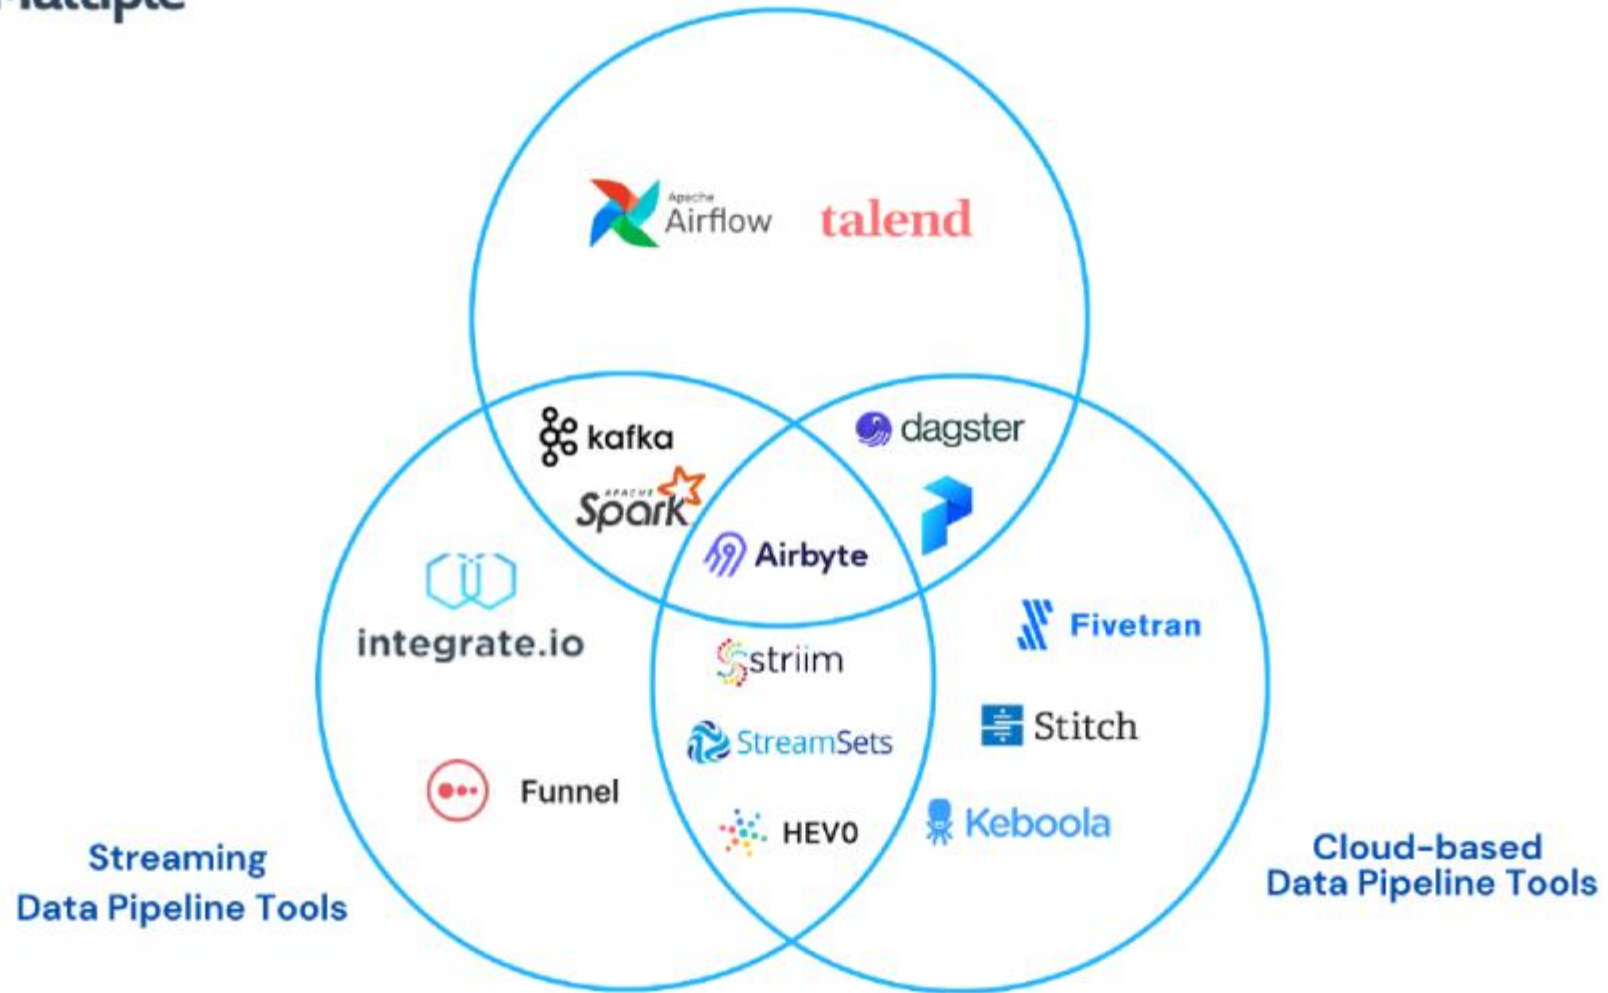 Multiple
Apache
Airflow
talend
kafka
dagster
APACHE
Spark
Airbyte
integrate.io
striim
Fivetran
StreamSets
Stitch
Funnel
HEVO
Keboola
Streaming
Data Pipeline Tools
Cloud-based
Data Pipeline Tools